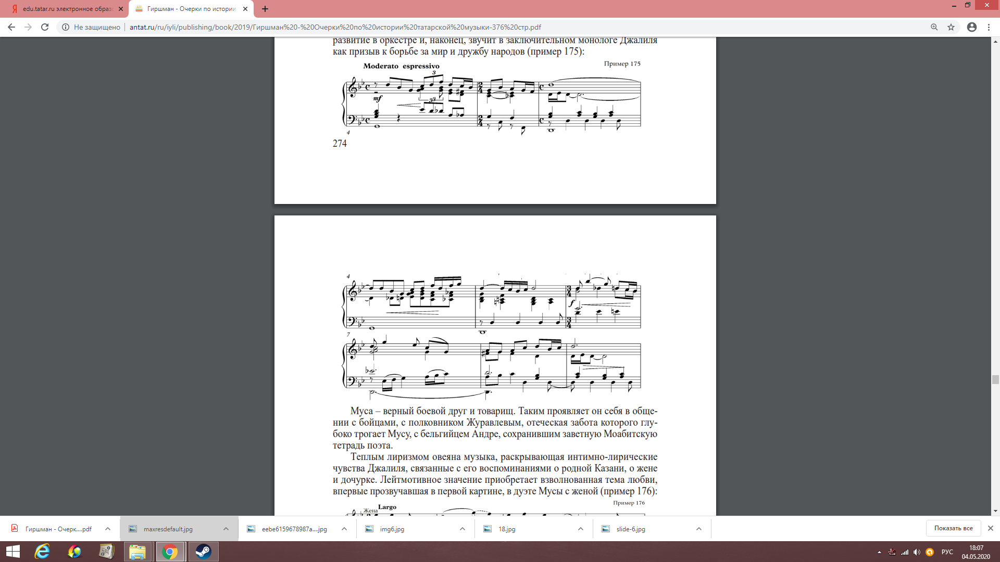 edu.tatar.ru электронное образо
Гиршман - Очерки по истории
Не защищено
antat.ru/ru/iyli/publishing/book/2019/Гиршман%20-%20Очерки%20по%20истории%20татарской%20музыки-376%20стр.pdf
развитие в оркестре и, наконец, звучит в заключительном монологе Джалиля
как призыв к борьбе за мир и дружбу народов (пример 175):
Пример 175
Moderato espressivo
3
mf
33
4
274
4
f
7
Муса – верный боевой друг и товарищ. Таким проявляет он себя в обще-
нии с бойцами, с полковником Журавлевым, отеческая забота которого глу-
боко трогает Мусу, с бельгийцем Андре, сохранившим заветную Моабитскую
тетрадь поэта.
Теплым лиризмом овеяна музыка, раскрывающая интимно-лирические
чувства Джалиля, связанные с его воспоминаниями о родной Казани, о жене
и дочурке. Лейтмотивное значение приобретает взволнованная тема любви,
впервые прозвучавшая в первой картине, в дуэте Мусы с женой (пример 176):
Пример 176
Largo
Жена
Гиршман - Очерк....pdf
maxresdefault.jpg
eebe6159678987a....jpg
img6.jpg
18.jpg
slide-6.jpg
Показать все
РУС
18:07
04.05.2020